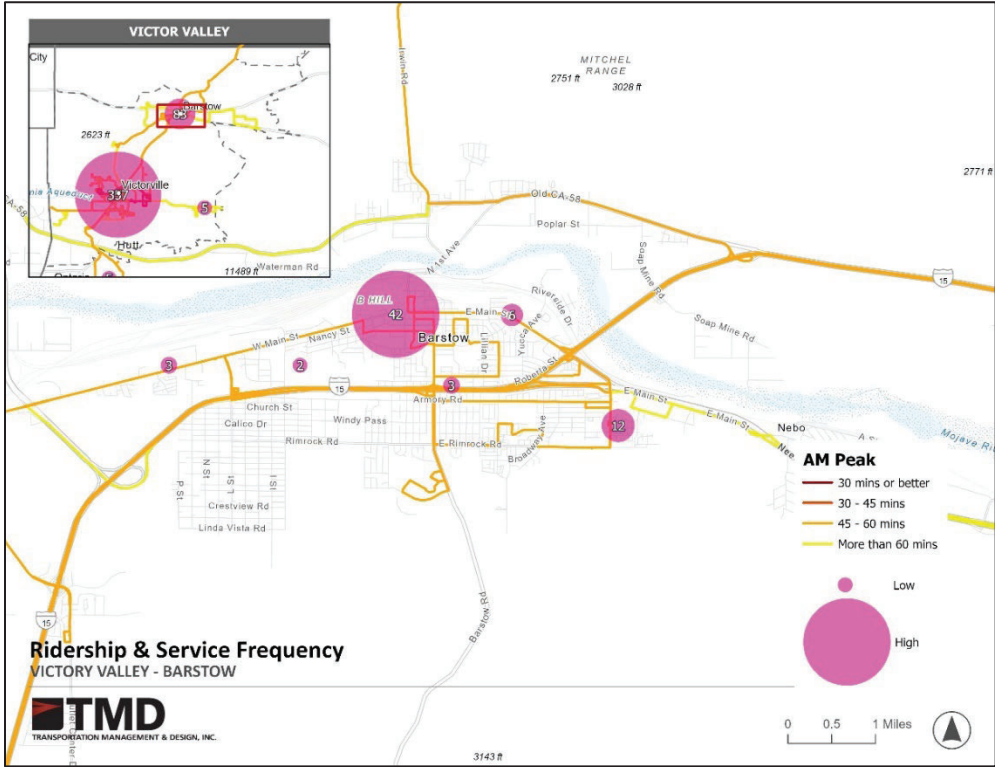 VICTOR VALLEY
City
Barstow
2623 ft
Victorville
5
CA-58
Hutt
Waterman Rd
11489 ft
MITCHEL
RANGE
2751 ft
3028 ft
2771 ft
Irwin Rd
Old CA-58
Poplar St
Soap Mine Rd
Soap Mine Rd
N 1st Ave
15
B HILL
42
E Main St
6
Riverside Dr
Yucca Ave
Nancy St
W Main St
Barstow
Lillian Dr
3
2
3
Roberta St
15
Armory Rd
E Main St
E Main St
Church St
Calico Dr
Windy Pass
Rimrock Rd
E Rimrock Rd
Broadway Ave
12
Nebo
Mojave Ri
N St
L St
I St
P St
Crestview Rd
Linda Vista Rd
Barstow Rd
15
AM Peak
30 mins or better
30 - 45 mins
45 - 60 mins
More than 60 mins
Low
High
Ridership & Service Frequency
VICTORY VALLEY - BARSTOW
TMD
TRANSPORTATION MANAGEMENT & DESIGN, INC.
0 0.5 1 Miles
3143 ft